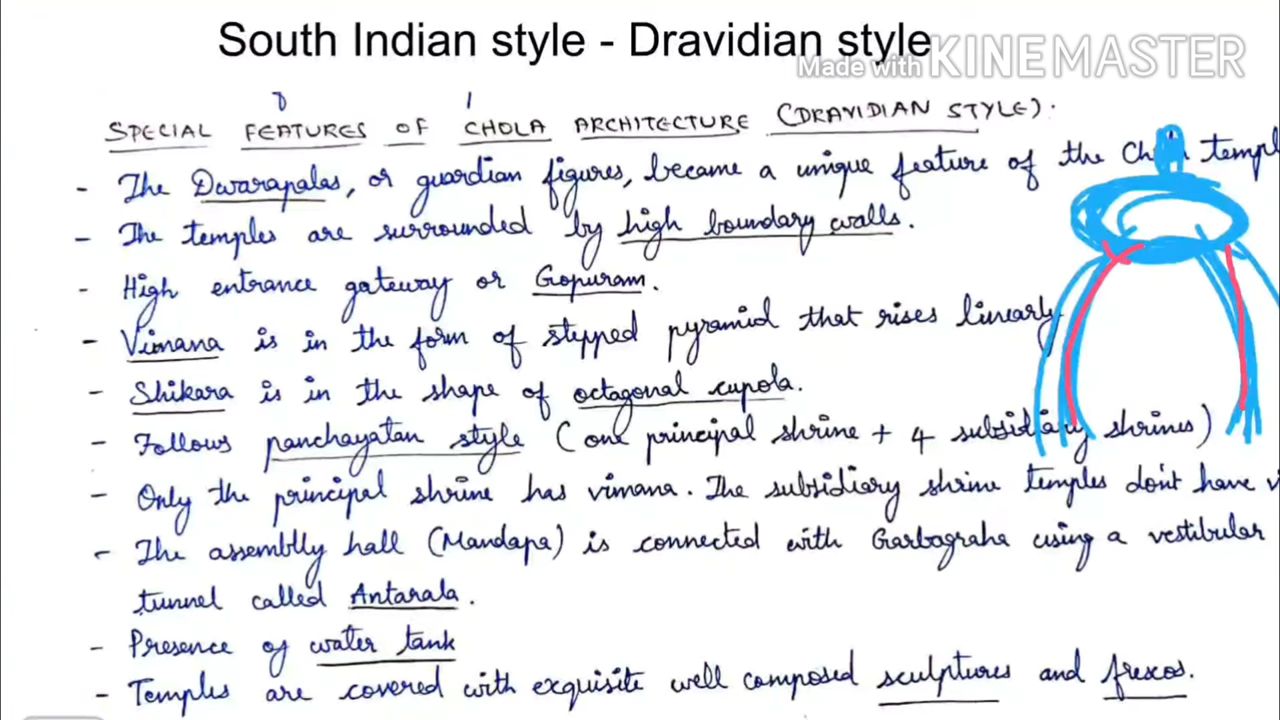 South Indian style - Dravidian style
Made with KINEMASTER
SPECIAL FEATURES OF CHOLA ARCHITECTURE (DRAVIDIAN STYLE):
- The Dwarapalas, or guardian figures, became a unique feature of the templ
- The temples are surrounded by high boundary walls.
- High entrance gateway or Gopuram.
- Vimana is in the form of stepped pyramid that rises linearly
- Shikara is in the shape of octagonal cupola.
- Follows panchayatan style (one principal shrine + 4 subsidiary shrines)
- Only the principal shrine has vimana. The subsidiary shrine temples don't have v
- The assemblly hall (Mandapa) is connected with Garbagraha using a vestibular
tunnel called Antarala.
- Presence of water tank
- Temples are covered with exquisite well composed sculptures and frexos.